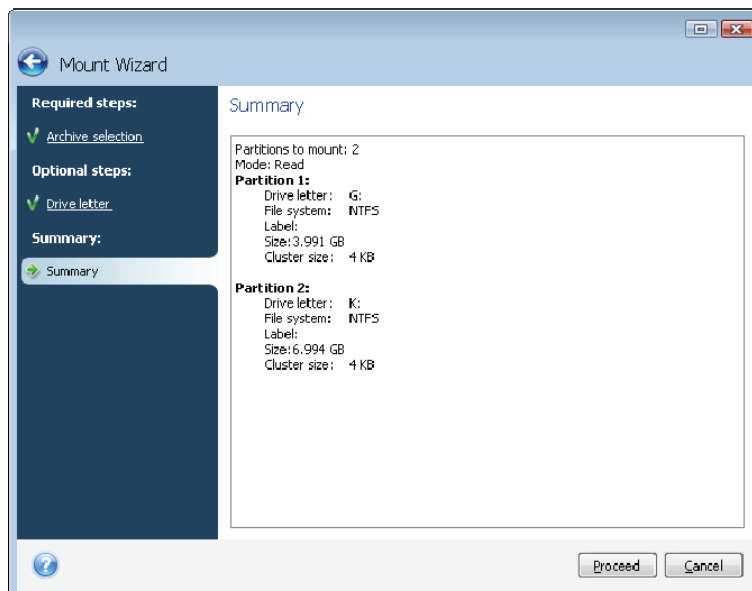 Mount Wizard
Required steps:
Archive selection
Optional steps:
Drive letter
Summary:
Summary
Summary
Partitions to mount: 2
Mode: Read
Partition 1:
Drive letter: G:
File system: NTFS
Label:
Size:3.991 GB
Cluster size: 4 KB
Partition 2:
Drive letter: K:
File system: NTFS
Label:
Size:6.994 GB
Cluster size: 4 KB
?
Proceed
Cancel